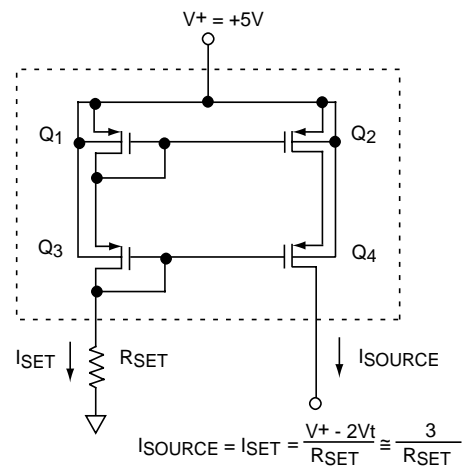 V+ = +5V
Q1
Q2
Q3
Q4
ISET
RSET
ISOURCE
ISOURCE = ISET = V+ - 2Vt / RSET ≅ 3 / RSET